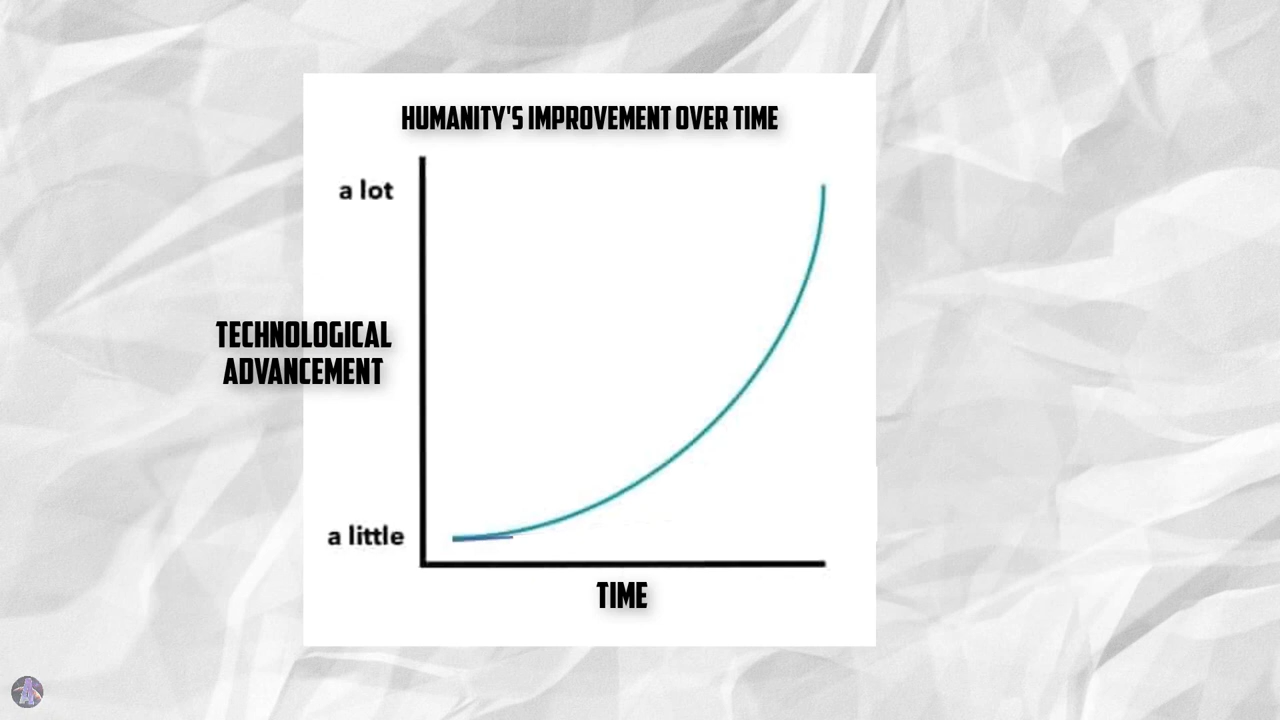 HUMANITY'S IMPROVEMENT OVER TIME
a lot
TECHNOLOGICAL
ADVANCEMENT
a little
TIME